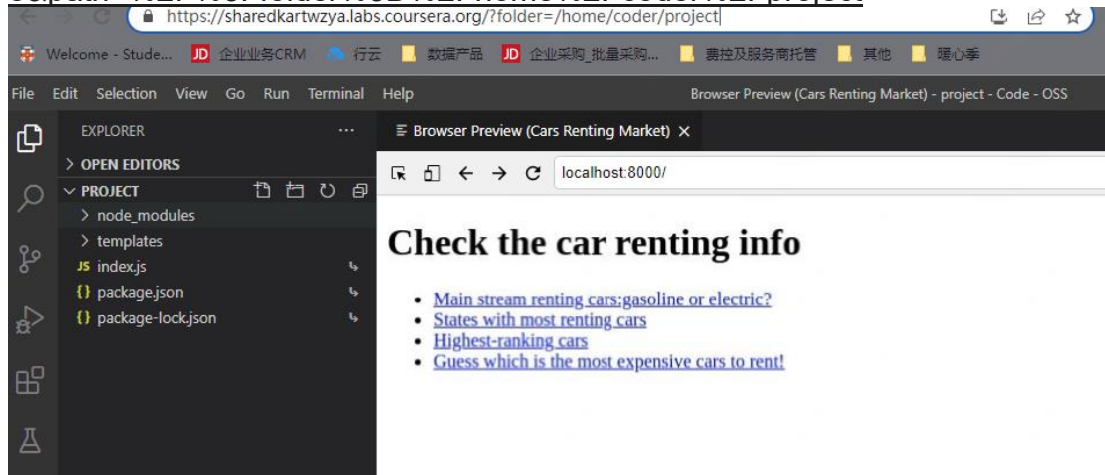 https://sharedkartwzya.labs.coursera.org/?folder=/home/coder/project
Welcome - Stude... JD 企业业务CRM 行云 数据产品 JD 企业采购_批量采购... 费控及服务商托管 其他 暖心季
File Edit Selection View Go Run Terminal Help Browser Preview (Cars Renting Market) - project - Code - OSS
EXPLORER ... Browser Preview (Cars Renting Market) ×
> OPEN EDITORS
localhost:8000/
PROJECT
> node_modules
> templates
JS index.js
{} package.json
{} package-lock.json
Check the car renting info
• Main stream renting cars:gasoline or electric?
• States with most renting cars
• Highest-ranking cars
• Guess which is the most expensive cars to rent!